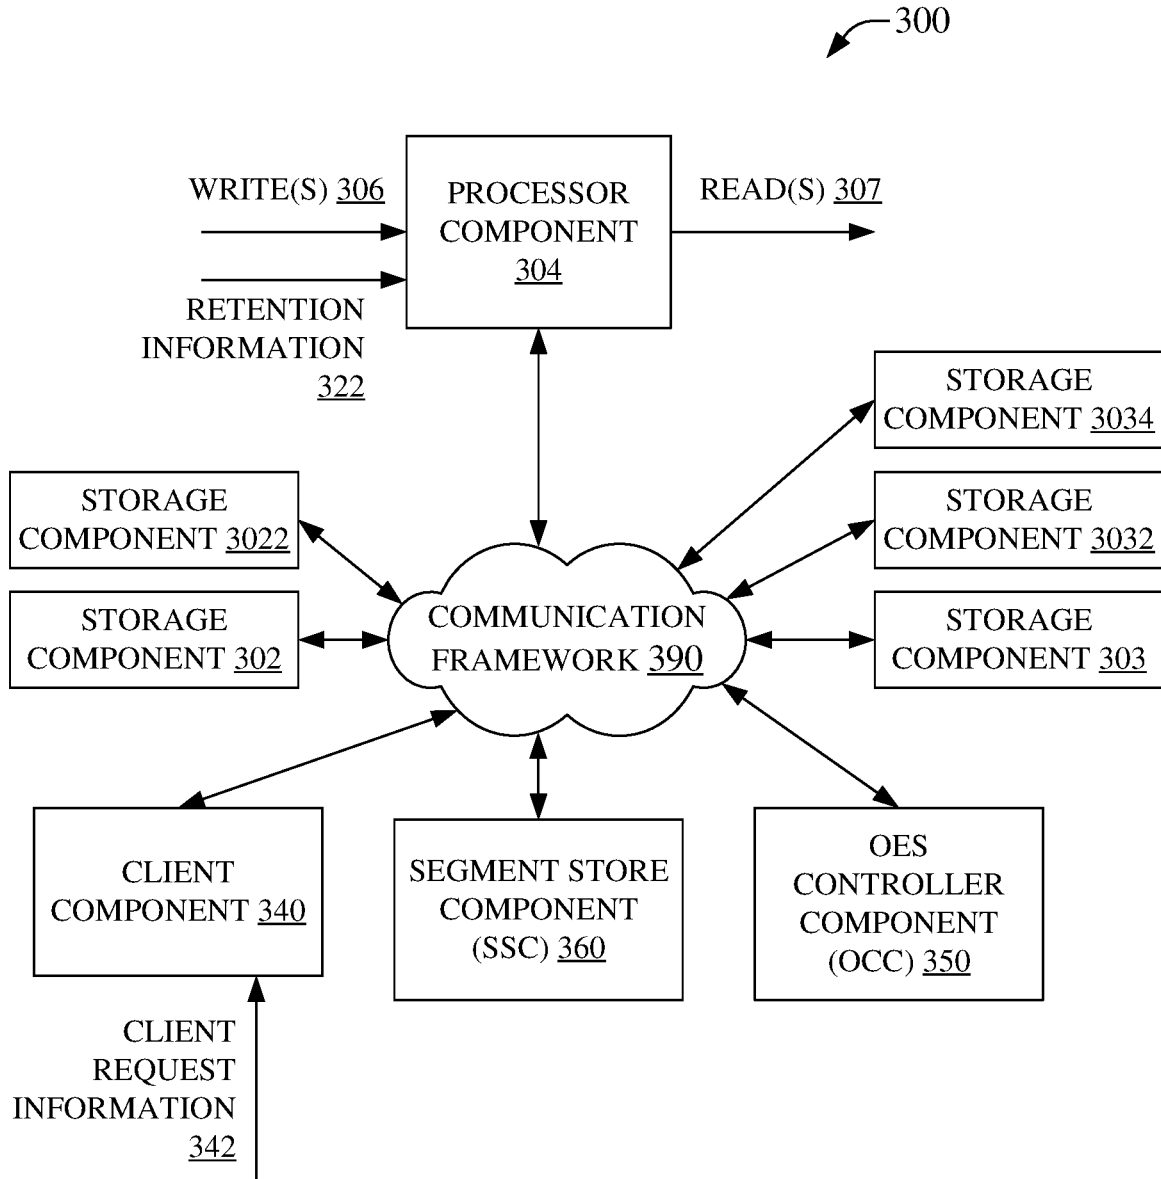 300
WRITE(S) 306
PROCESSOR
COMPONENT
304
READ(S) 307
RETENTION
INFORMATION
322
STORAGE
COMPONENT 3034
STORAGE
COMPONENT 3022
STORAGE
COMPONENT 3032
STORAGE
COMPONENT 302
COMMUNICATION
FRAMEWORK 390
STORAGE
COMPONENT 303
CLIENT
COMPONENT 340
SEGMENT STORE
COMPONENT
(SSC) 360
OES
CONTROLLER
COMPONENT
(OCC) 350
CLIENT
REQUEST
INFORMATION
342